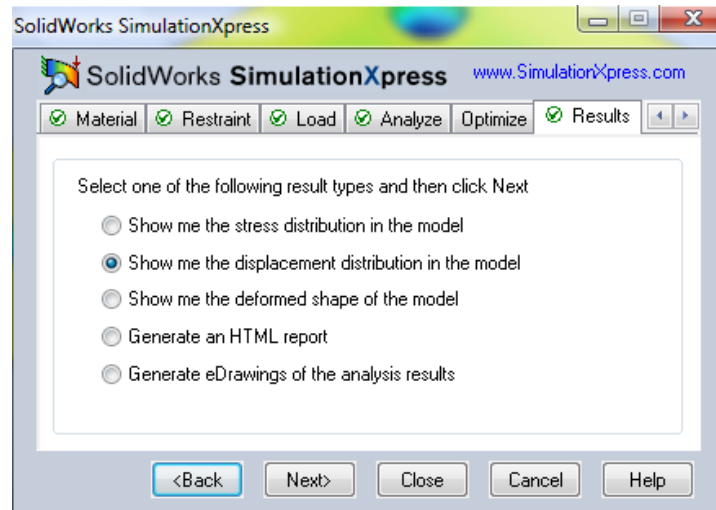 SolidWorks SimulationXpress
SolidWorks SimulationXpress www.SimulationXpress.com
Material Restraint Load Analyze Optimize Results
Select one of the following result types and then click Next
Show me the stress distribution in the model
Show me the displacement distribution in the model
Show me the deformed shape of the model
Generate an HTML report
Generate eDrawings of the analysis results
<Back Next> Close Cancel Help